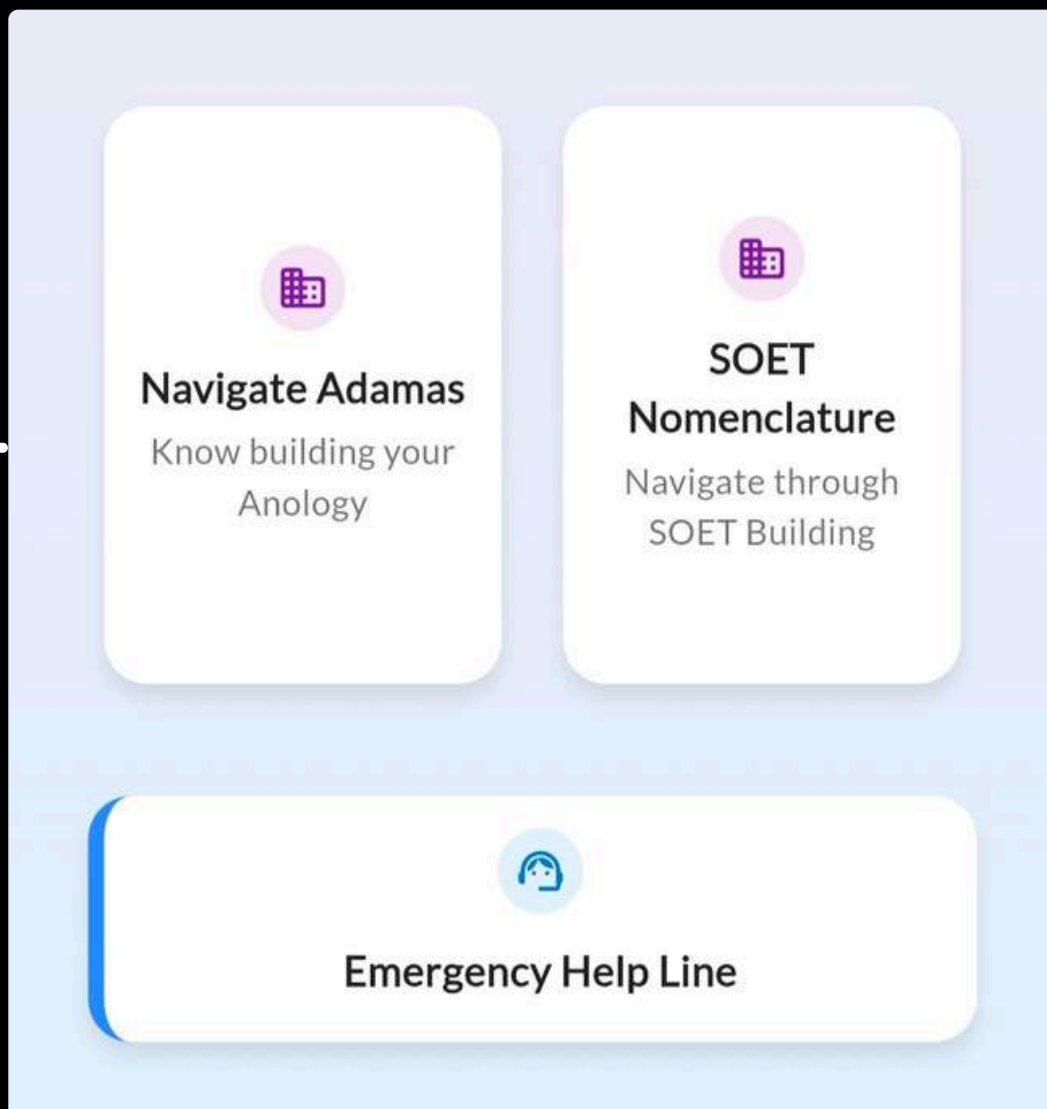 Navigate Adamas
Know building your
Anology
SOET
Nomenclature
Navigate through
SOET Building
Emergency Help Line